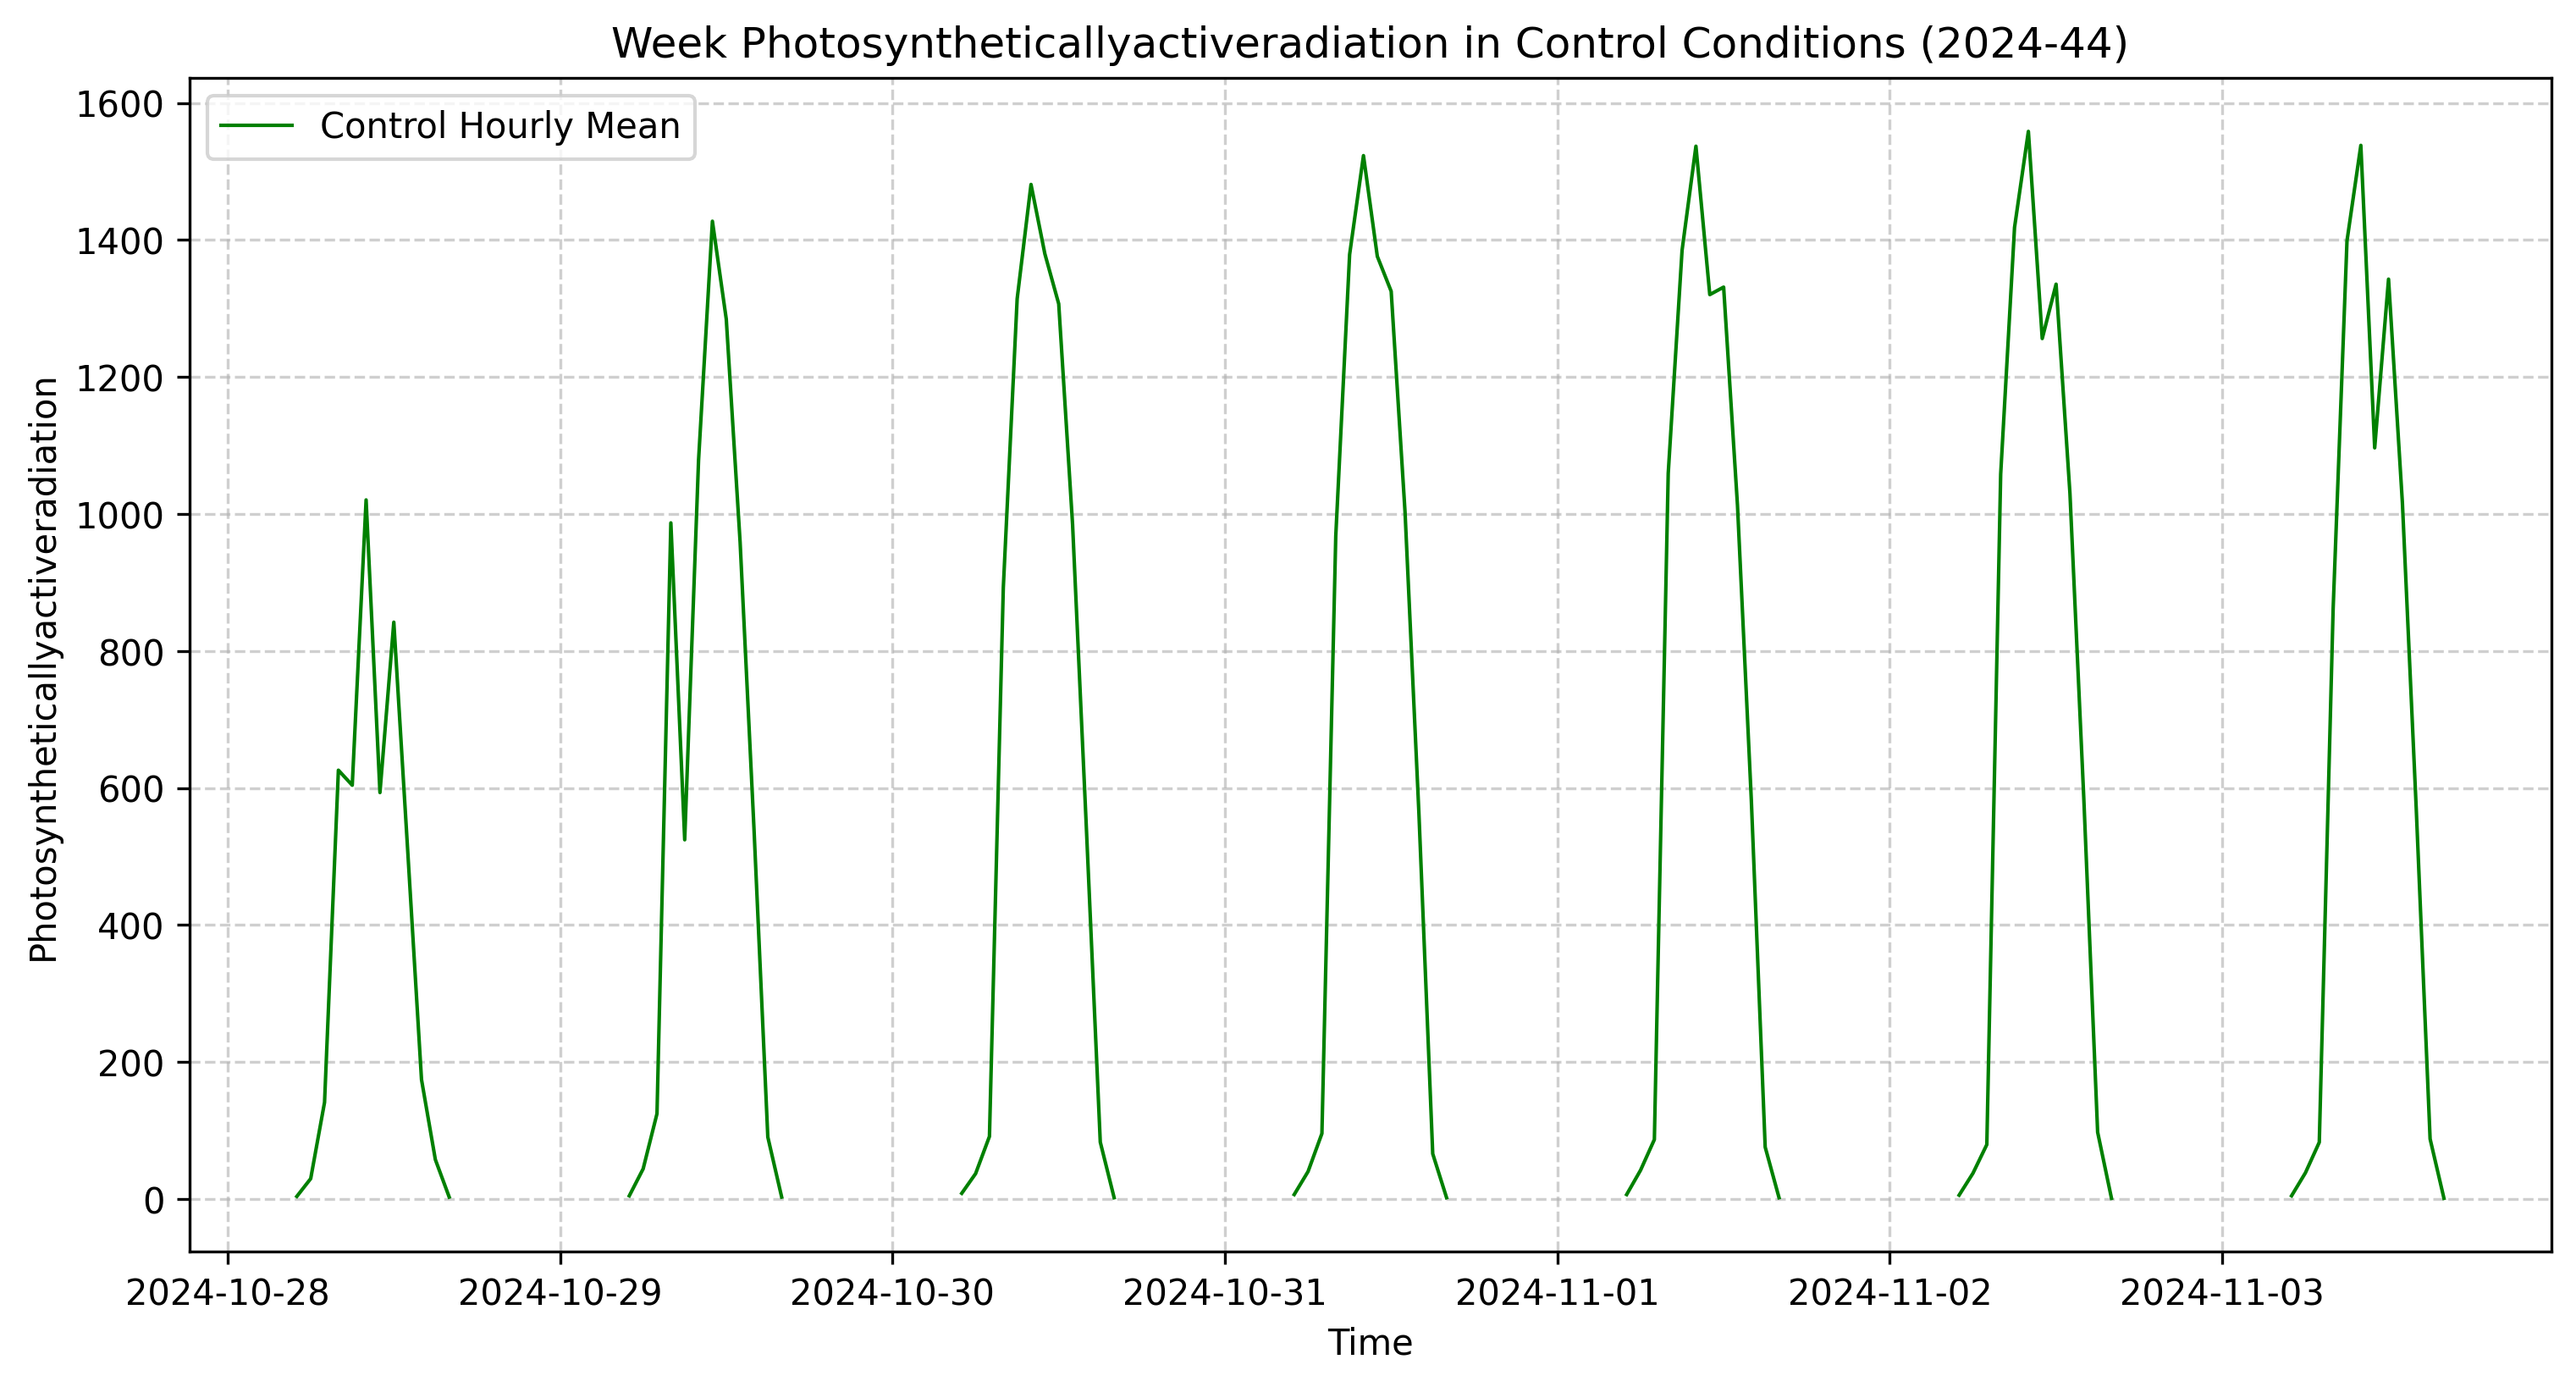 Week Photosyntheticallyactiveradiation in Control Conditions (2024-44)
Control Hourly Mean
Photosyntheticallyactiveradiation
1600
1400
1200
1000
800
600
400
200
0
2024-10-28 2024-10-29 2024-10-30 2024-10-31 2024-11-01 2024-11-02 2024-11-03
Time